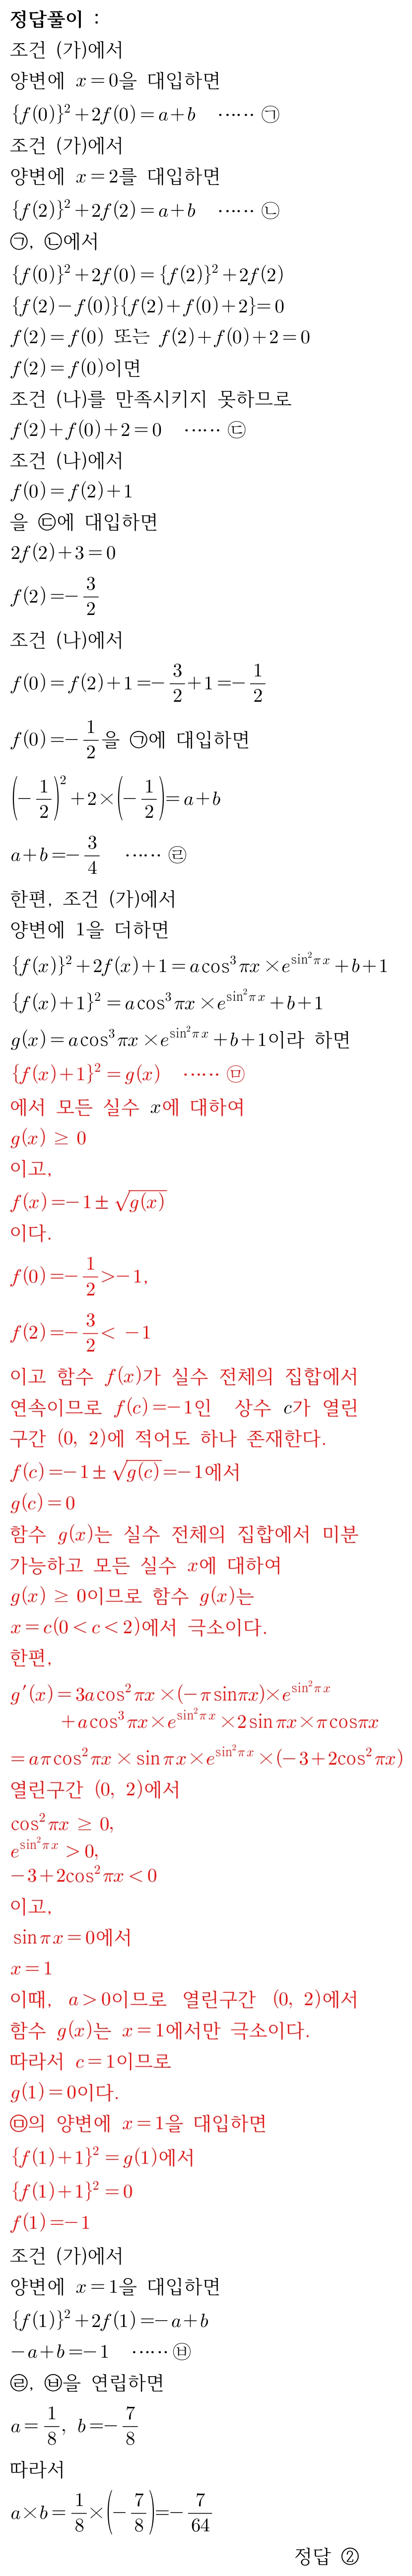 정답풀이 :
조건 (가)에서
양변에 x=0을 대입하면
{f(0)}²+2f(0)=a+b ⋯⋯ ㉠
조건 (가)에서
양변에 x=2를 대입하면
{f(2)}²+2f(2)=a+b ⋯⋯ ㉡
㉠, ㉡에서
{f(0)}²+2f(0)={f(2)}²+2f(2)
{f(2)-f(0)}{f(2)+f(0)+2}=0
f(2)=f(0) 또는 f(2)+f(0)+2=0
f(2)=f(0)이면
조건 (나)를 만족시키지 못하므로
f(2)+f(0)+2=0 ⋯⋯ ㉢
조건 (나)에서
f(0)=f(2)+1
을 ㉢에 대입하면
2f(2)+3=0
f(2)=-3/2
조건 (나)에서
f(0)=f(2)+1=-3/2+1=-1/2
f(0)=-1/2을 ㉠에 대입하면
(-1/2)²+2×(-1/2)=a+b
a+b=-3/4 ⋯⋯ ㉣
한편, 조건 (가)에서
양변에 1을 더하면
{f(x)}²+2f(x)+1=acos³πx×e^(sin²πx)+b+1
{f(x)+1}²=acos³πx×e^(sin²πx)+b+1
g(x)=acos³πx×e^(sin²πx)+b+1이라 하면
{f(x)+1}²=g(x) ⋯⋯ ㉤
에서 모든 실수 x에 대하여
g(x) ≥ 0
이고,
f(x)=-1±√g(x)
이다.
f(0)=-1/2>-1,
f(2)=-3/2< -1
이고 함수 f(x)가 실수 전체의 집합에서
연속이므로 f(c)=-1인 상수 c가 열린
구간 (0, 2)에 적어도 하나 존재한다.
f(c)=-1±√g(c)=-1에서
g(c)=0
함수 g(x)는 실수 전체의 집합에서 미분
가능하고 모든 실수 x에 대하여
g(x) ≥ 0이므로 함수 g(x)는
x=c(0<c<2)에서 극소이다.
한편,
g′(x)=3acos²πx×(-πsinπx)×e^(sin²πx)
+acos³πx×e^(sin²πx)×2sinπx×πcosπx
=aπcos²πx×sinπx×e^(sin²πx)×(-3+2cos²πx)
열린구간 (0, 2)에서
cos²πx ≥ 0,
e^(sin²πx) > 0,
-3+2cos²πx<0
이고,
sinπx=0에서
x=1
이때, a>0이므로 열린구간 (0, 2)에서
함수 g(x)는 x=1에서만 극소이다.
따라서 c=1이므로
g(1)=0이다.
㉤의 양변에 x=1을 대입하면
{f(1)+1}²=g(1)에서
{f(1)+1}²=0
f(1)=-1
조건 (가)에서
양변에 x=1을 대입하면
{f(1)}²+2f(1)=-a+b
-a+b=-1 ⋯⋯ ㉥
㉣, ㉥을 연립하면
a=1/8, b=-7/8
따라서
a×b=1/8×(-7/8)=-7/64
정답 ②